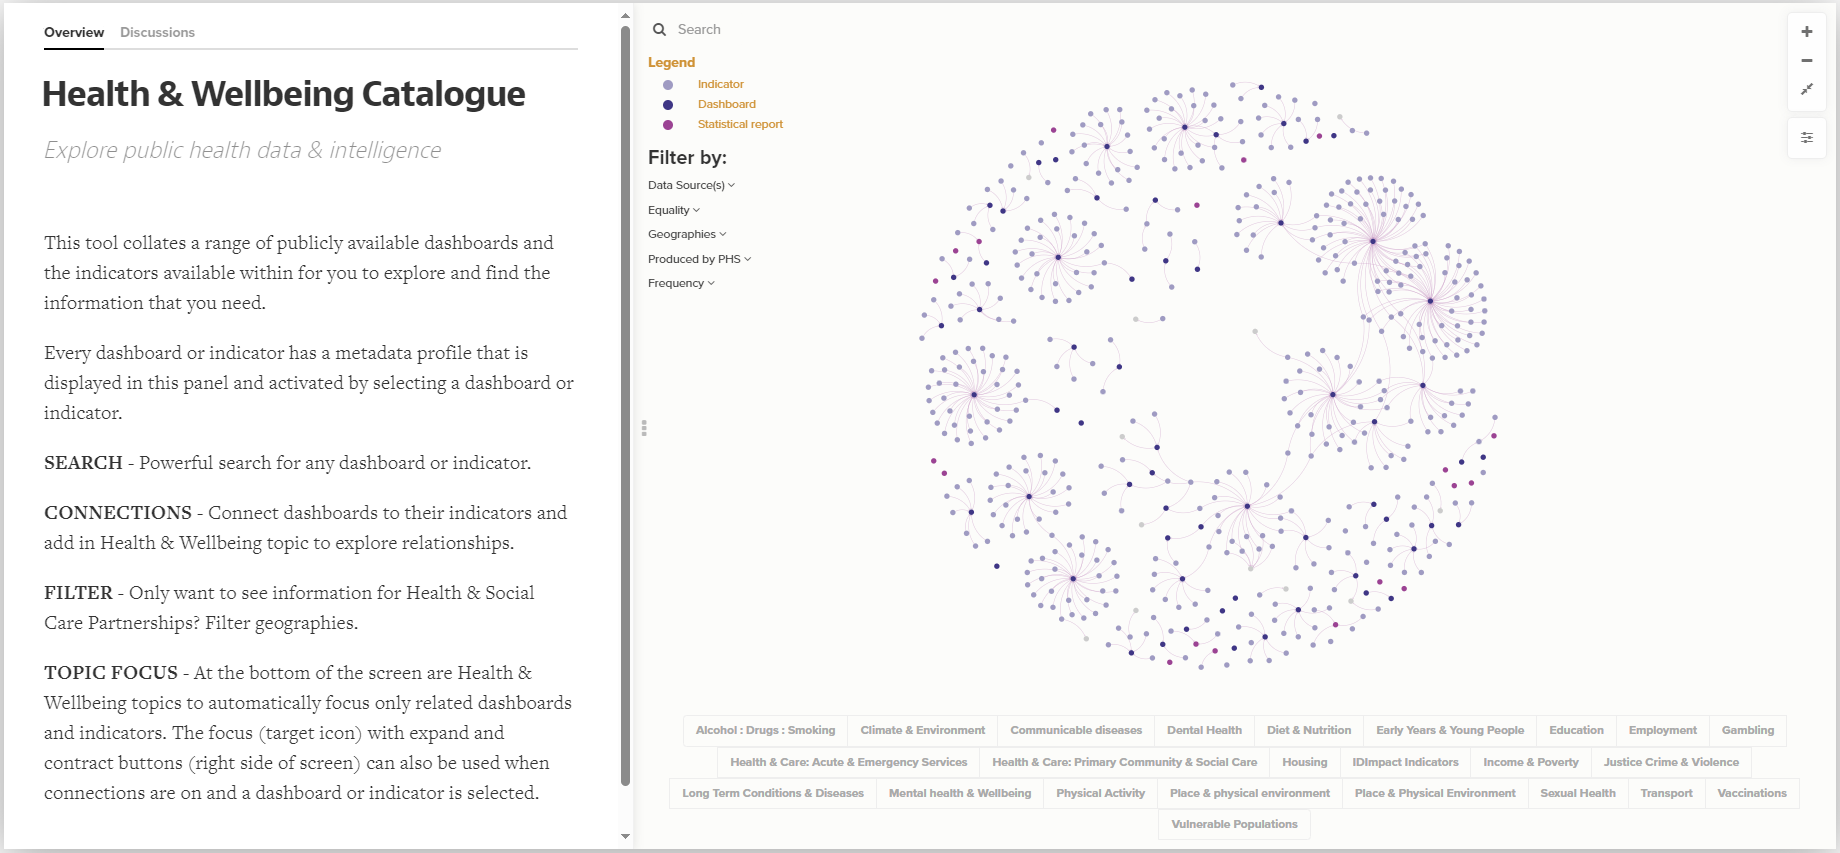 Overview Discussions
Health & Wellbeing Catalogue
Explore public health data & intelligence
This tool collates a range of publicly available dashboards and
the indicators available within for you to explore and find the
information that you need.
Every dashboard or indicator has a metadata profile that is
displayed in this panel and activated by selecting a dashboard or
indicator.
SEARCH - Powerful search for any dashboard or indicator.
CONNECTIONS - Connect dashboards to their indicators and
add in Health & Wellbeing topic to explore relationships.
FILTER - Only want to see information for Health & Social
Care Partnerships? Filter geographies.
TOPIC FOCUS - At the bottom of the screen are Health &
Wellbeing topics to automatically focus only related dashboards
and indicators. The focus (target icon) with expand and
contract buttons (right side of screen) can also be used when
connections are on and a dashboard or indicator is selected.
Search
Legend
Indicator
Dashboard
Statistical report
Filter by:
Data Source(s)
Equality
Geographies
Produced by PHS
Frequency
Alcohol : Drugs : Smoking Climate & Environment Communicable diseases Dental Health Diet & Nutrition Early Years & Young People Education Employment Gambling
Health & Care: Acute & Emergency Services Health & Care: Primary Community & Social Care Housing IDImpact Indicators Income & Poverty Justice Crime & Violence
Long Term Conditions & Diseases Mental health & Wellbeing Physical Activity Place & physical environment Place & Physical Environment Sexual Health Transport Vaccinations
Vulnerable Populations